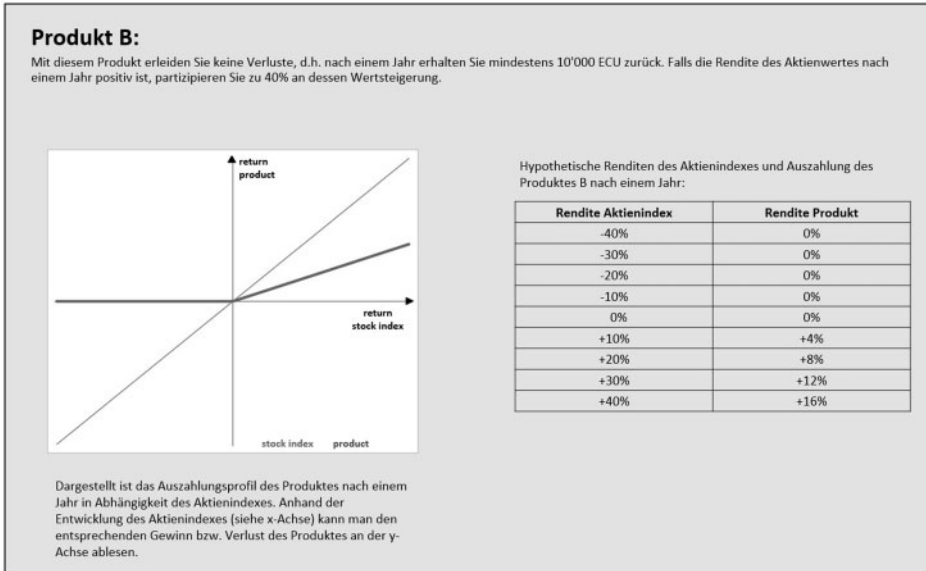 Produkt B:
Mit diesem Produkt erleiden Sie keine Verluste, d.h. nach einem Jahr erhalten Sie mindestens 10'000 ECU zurück. Falls die Rendite des Aktienwertes nach
einem Jahr positiv ist, partizipieren Sie zu 40% an dessen Wertsteigerung.
return
product
return
stock index
stock index product
Dargestellt ist das Auszahlungsprofil des Produktes nach einem
Jahr in Abhängigkeit des Aktienindexes. Anhand der
Entwicklung des Aktienindexes (siehe x-Achse) kann man den
entsprechenden Gewinn bzw. Verlust des Produktes an der y-
Achse ablesen.
Hypothetische Renditen des Aktienindexes und Auszahlung des
Produktes B nach einem Jahr:
Rendite Aktienindex Rendite Produkt
-40% 0%
-30% 0%
-20% 0%
-10% 0%
0% 0%
+10% +4%
+20% +8%
+30% +12%
+40% +16%